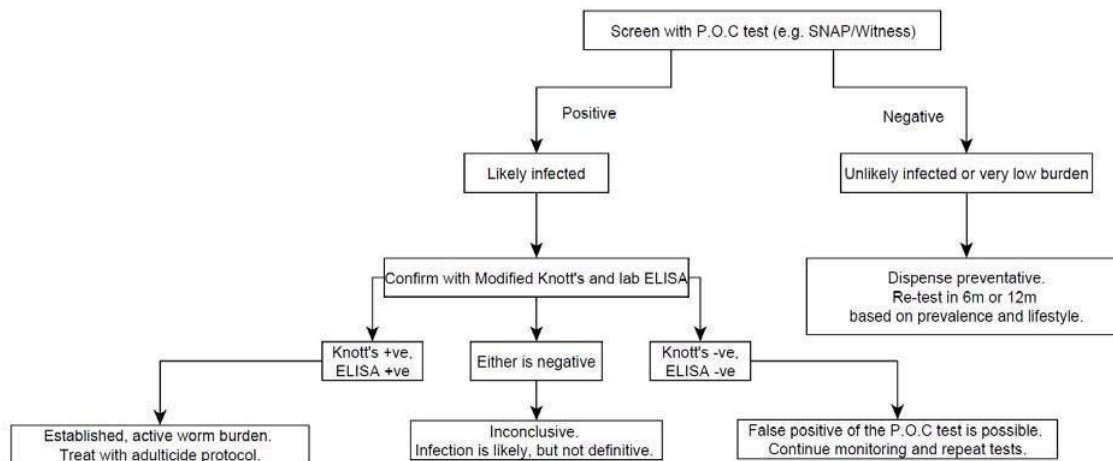 Screen with P.O.C test (e.g. SNAP/Witness)
Positive
Negative
Likely infected
Unlikely infected or very low burden
Confirm with Modified Knott's and lab ELISA
Dispense preventative.
Re-test in 6m or 12m
based on prevalence and lifestyle.
Knott's +ve,
ELISA +ve
Either is negative
Knott's -ve,
ELISA -ve
Established, active worm burden.
Treat with adulticide protocol.
Inconclusive.
Infection is likely, but not definitive.
False positive of the P.O.C test is possible.
Continue monitoring and repeat tests.